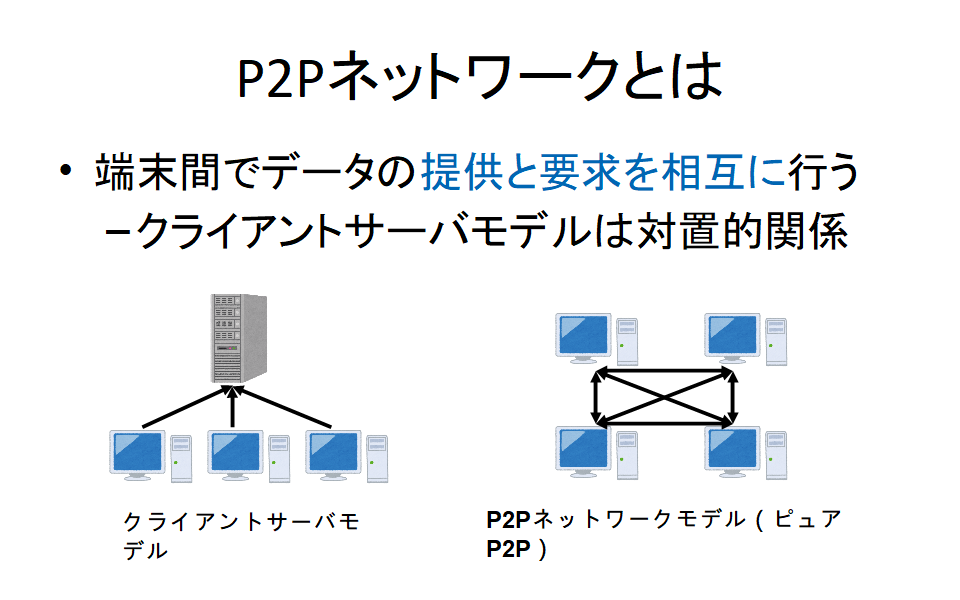 P2Pネットワークとは
• 端末間でデータの提供と要求を相互に行う
–クライアントサーバモデルは対置的関係
クライアントサーバモ
デル
P2Pネットワークモデル(ピュア
P2P)